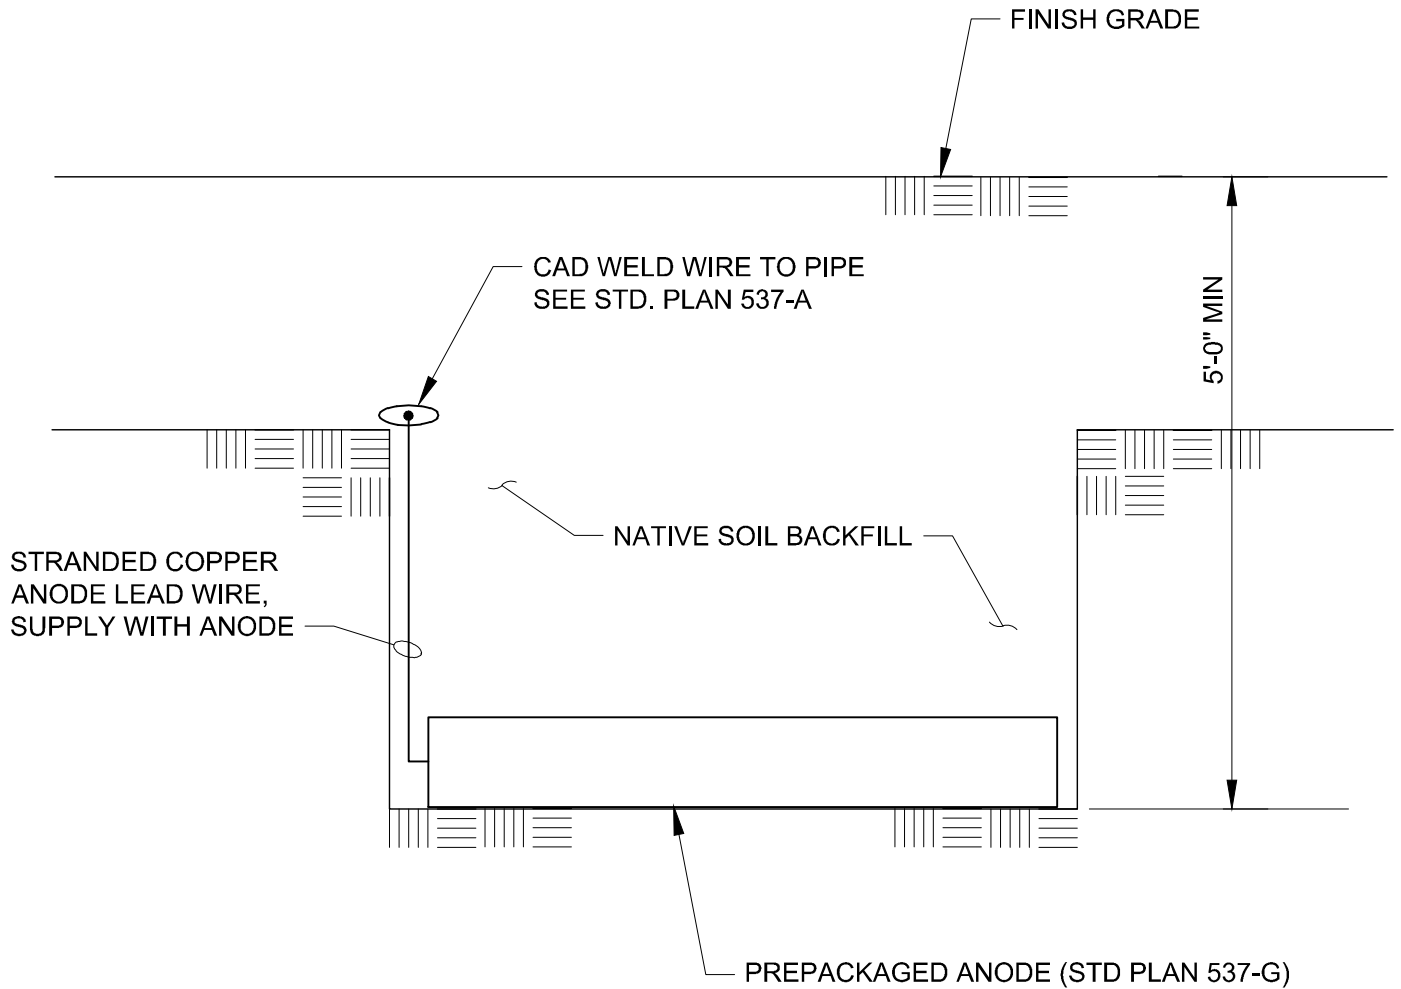 FINISH GRADE
CAD WELD WIRE TO PIPE
SEE STD. PLAN 537-A
5'-0" MIN
NATIVE SOIL BACKFILL
STRANDED COPPER
ANODE LEAD WIRE,
SUPPLY WITH ANODE
PREPACKAGED ANODE (STD PLAN 537-G)